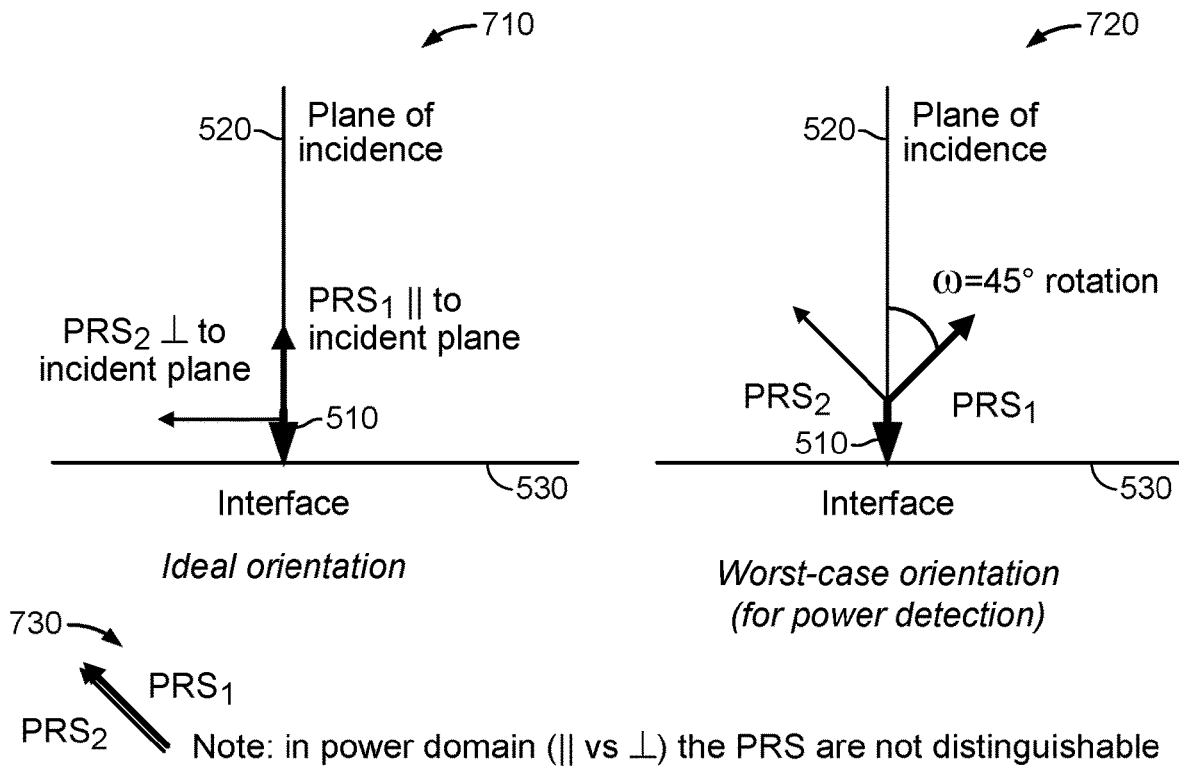 710
520
Plane of
incidence
PRS1 || to
incident plane
PRS2 ⊥ to
incident plane
510
530
Interface
Ideal orientation
720
520
Plane of
incidence
ω=45° rotation
PRS2
PRS1
510
530
Interface
Worst-case orientation
(for power detection)
730
PRS1
PRS2
Note: in power domain (|| vs ⊥) the PRS are not distinguishable